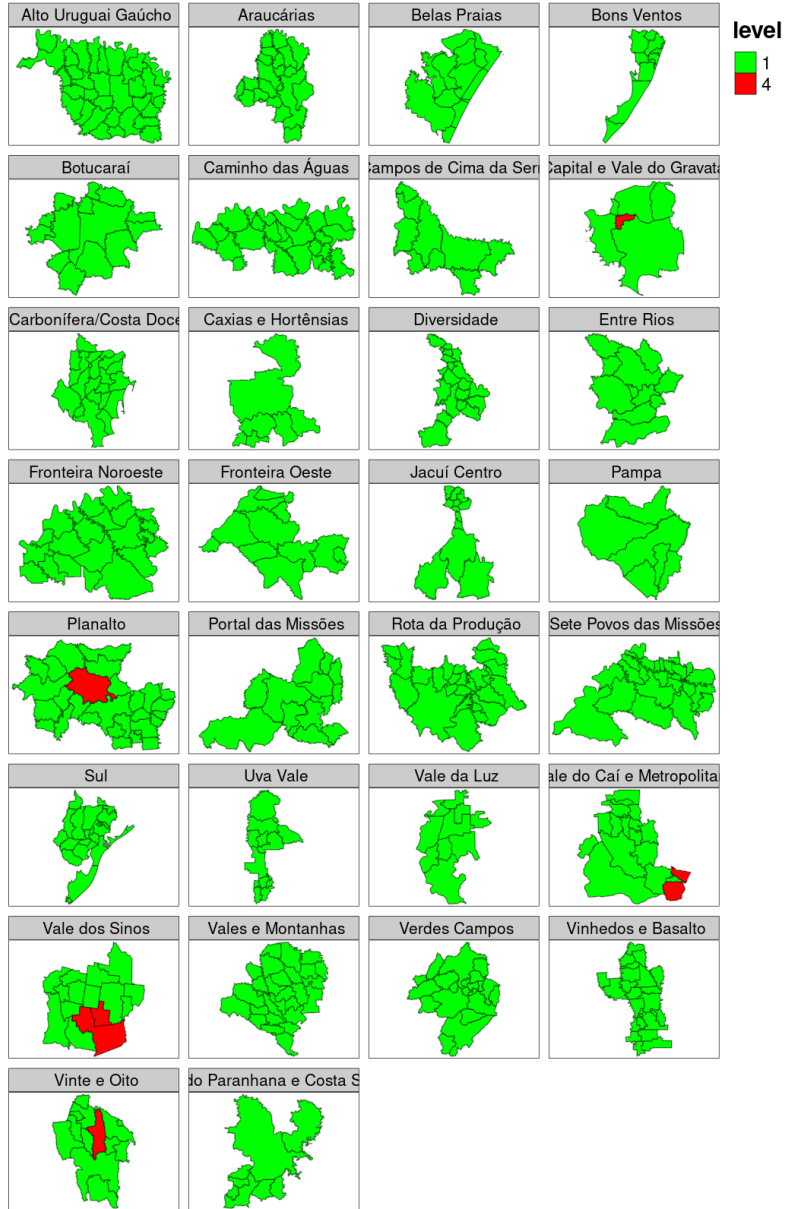 Alto Uruguai Gaúcho
Araucárias
Belas Praias
Bons Ventos
level
1
4
Botucaraí
Caminho das Águas
Campos de Cima da Serr
Capital e Vale do Gravata
Carbonífera/Costa Doce
Caxias e Hortênsias
Diversidade
Entre Rios
Fronteira Noroeste
Fronteira Oeste
Jacuí Centro
Pampa
Planalto
Portal das Missões
Rota da Produção
Sete Povos das Missões
Sul
Uva Vale
Vale da Luz
ale do Caí e Metropolitan
Vale dos Sinos
Vales e Montanhas
Verdes Campos
Vinhedos e Basalto
Vinte e Oito
do Paranhana e Costa S